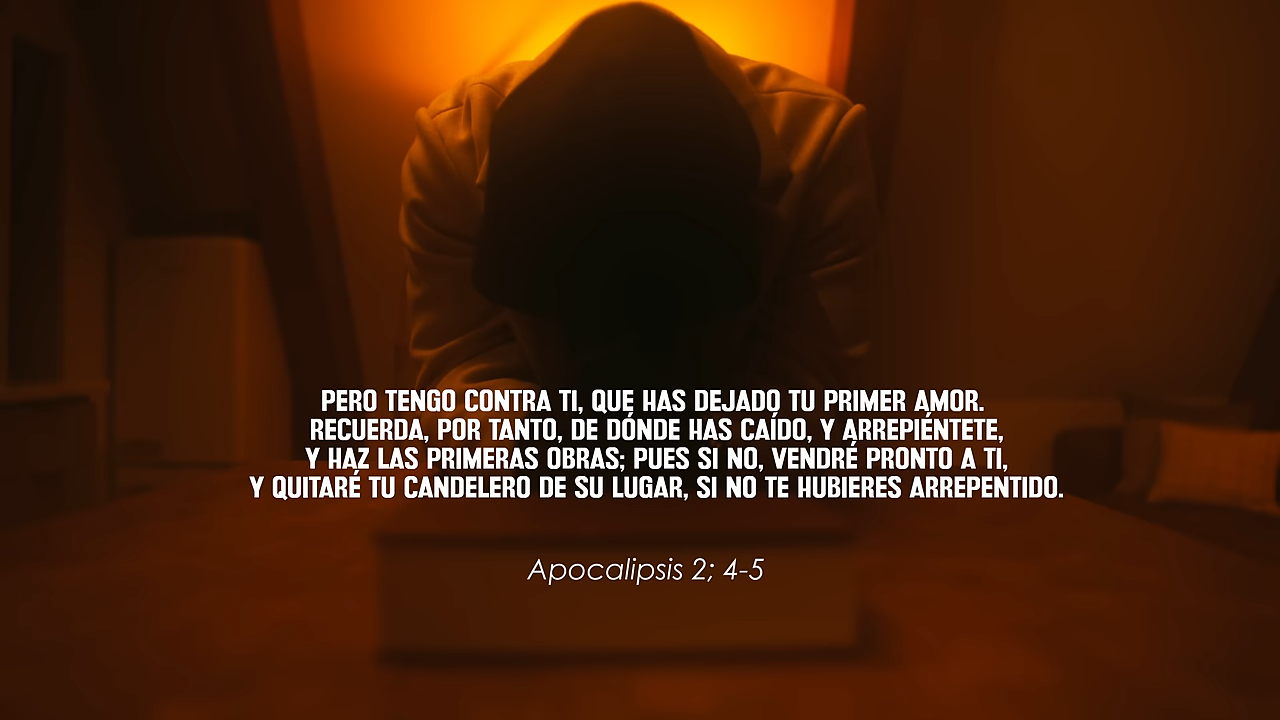 PERO TENGO CONTRA TI, QUE HAS DEJADO TU PRIMER AMOR.
RECUERDA, POR TANTO, DE DÓNDE HAS CAÍDO, Y ARREPIÉNTETE,
Y HAZ LAS PRIMERAS OBRAS; PUES SI NO, VENDRÉ PRONTO A TI,
Y QUITARÉ TU CANDELERO DE SU LUGAR, SI NO TE HUBIERES ARREPENTIDO.
Apocalipsis 2; 4-5